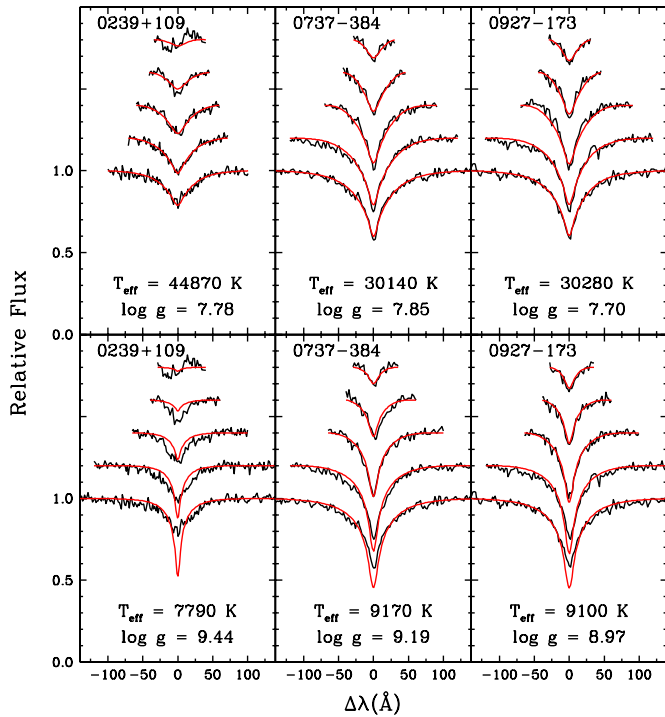 0239+109 0737−384 0927−173
1.0
0.5
T_eff = 44870 K T_eff = 30140 K T_eff = 30280 K
log g = 7.78 log g = 7.85 log g = 7.70
0.0
Relative Flux
0239+109 0737−384 0927−173
1.0
0.5
T_eff = 7790 K T_eff = 9170 K T_eff = 9100 K
log g = 9.44 log g = 9.19 log g = 8.97
0.0
−100 −50 0 50 100 −100 −50 0 50 100 −100 −50 0 50 100
Δλ(Å)